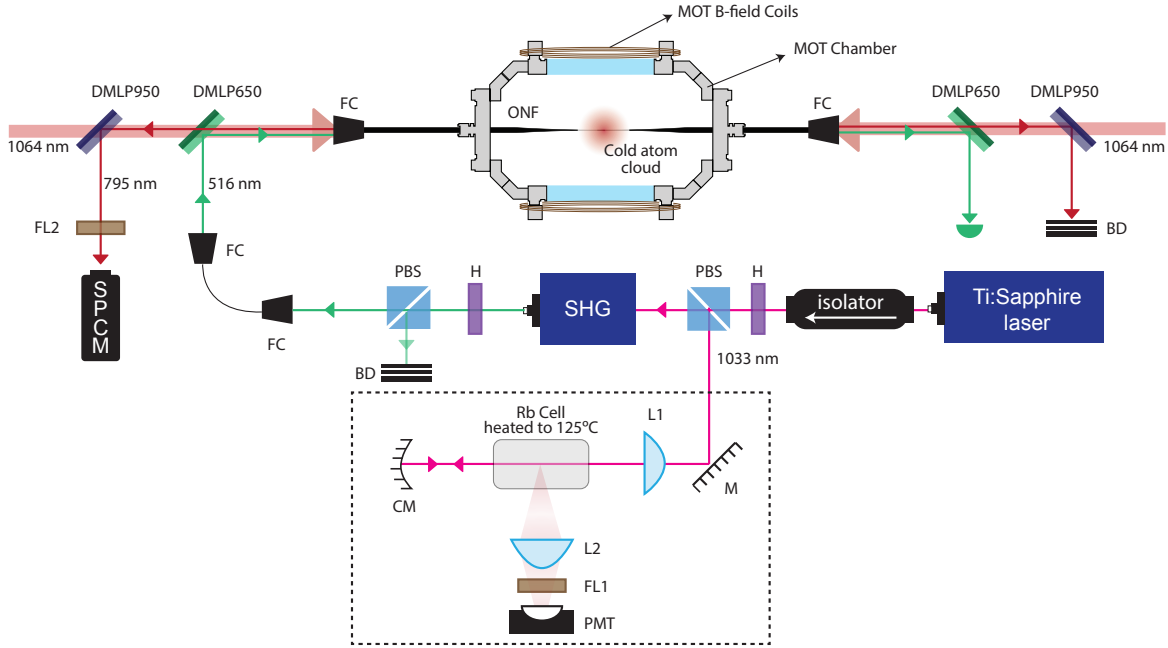 MOT B-field Coils
MOT Chamber
DMLP950
DMLP650
FC
ONF
Cold atom
cloud
FC
DMLP650
DMLP950
1064 nm
1064 nm
795 nm
516 nm
FL2
FC
BD
SPCM
PBS
H
SHG
PBS
H
isolator
Ti:Sapphire
laser
FC
BD
1033 nm
Rb Cell
heated to 125ºC
L1
CM
M
L2
FL1
PMT